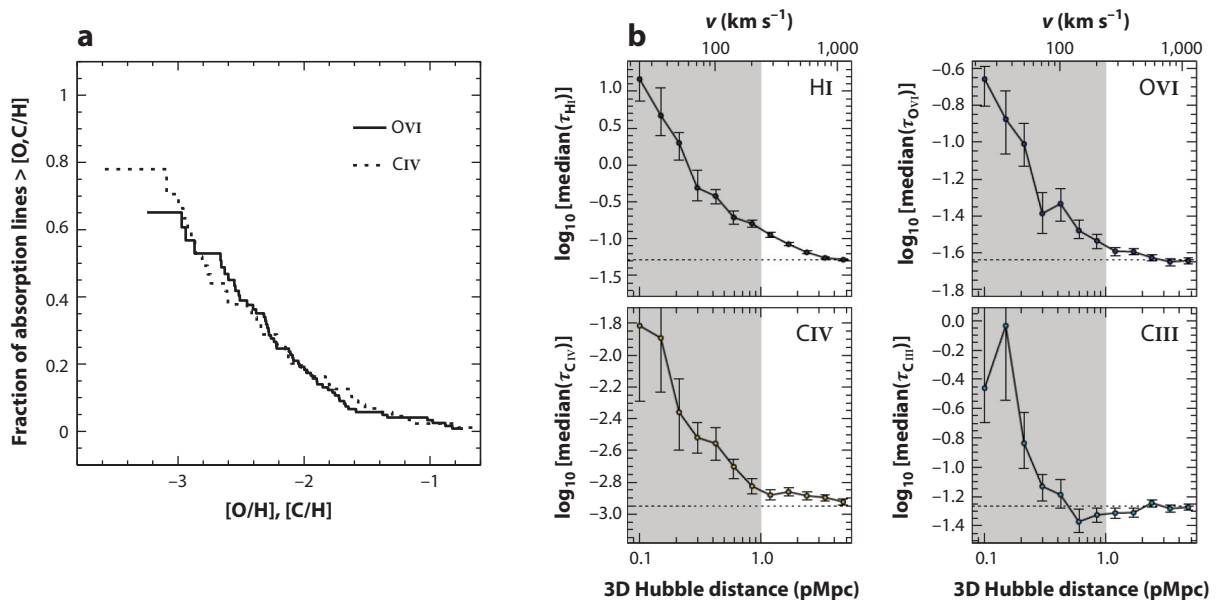 a
Fraction of absorption lines > [O,C/H]
1
0.8
0.6
0.4
0.2
0
–3
–2
–1
[O/H], [C/H]
OVI
CIV
b
v (km s–1)
100
1,000
HI
log10 [median(τHI)]
1.0
0.5
0.0
–0.5
–1.0
–1.5
v (km s–1)
100
1,000
OVI
log10 [median(τOVI)]
–0.6
–0.8
–1.0
–1.2
–1.4
–1.6
–1.8
CIV
log10 [median(τCIV)]
–1.8
–2.0
–2.2
–2.4
–2.6
–2.8
–3.0
0.1
1.0
3D Hubble distance (pMpc)
CIII
log10 [median(τCIII)]
0.0
–0.2
–0.4
–0.6
–0.8
–1.0
–1.2
–1.4
0.1
1.0
3D Hubble distance (pMpc)